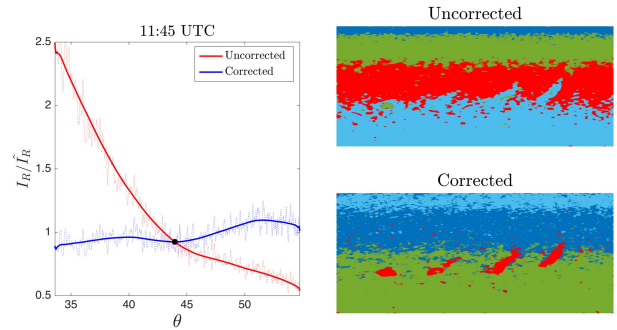 11:45 UTC
Uncorrected
Corrected
2.5
2
1.5
1
0.5
I_R/Î_R
35
40
45
50
θ
Uncorrected
Corrected